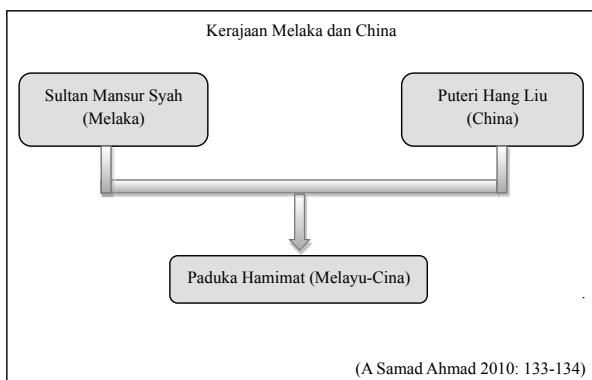 Kerajaan Melaka dan China
Sultan Mansur Syah
(Melaka)
Puteri Hang Liu
(China)
Paduka Hamimat (Melayu-Cina)
.
(A Samad Ahmad 2010: 133-134)